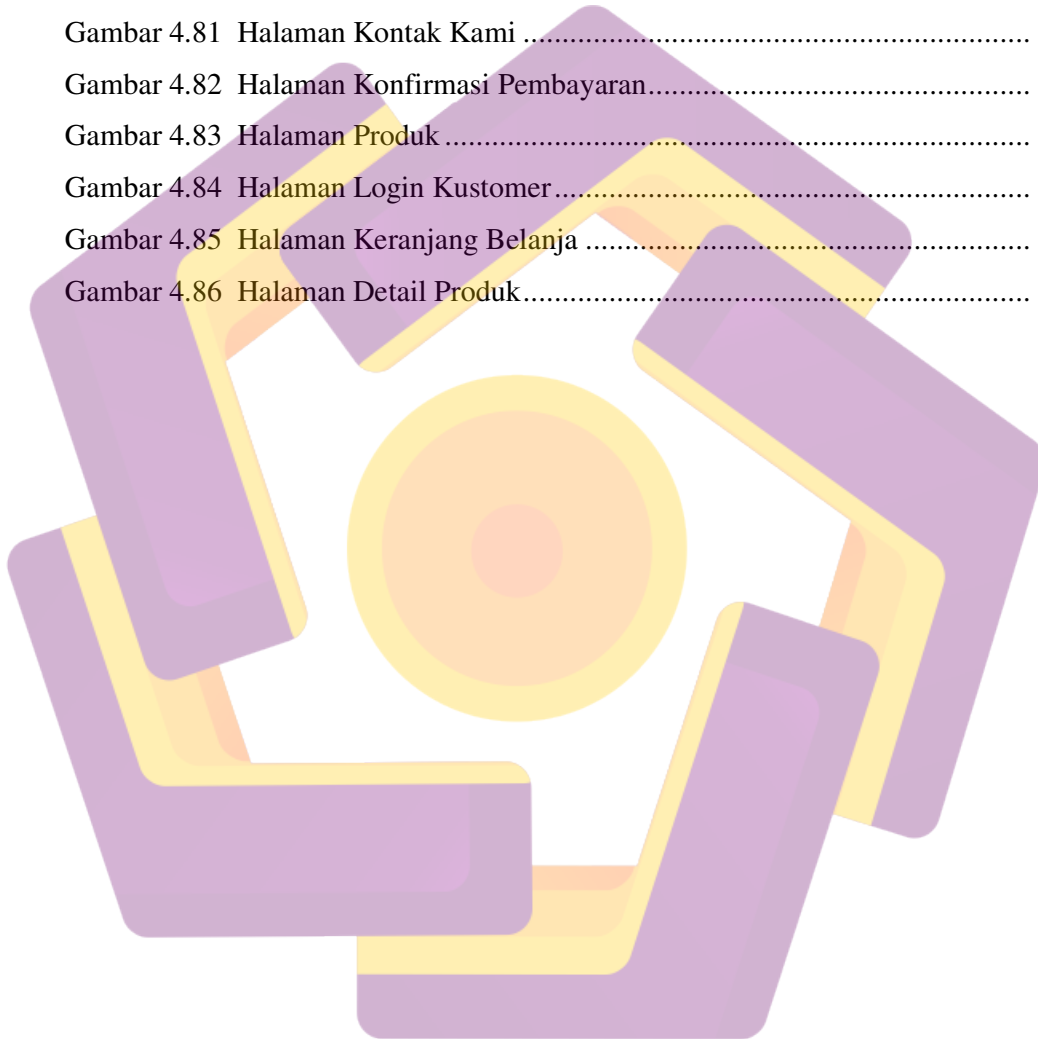 Gambar 4.81 Halaman Kontak Kami ................................................................
Gambar 4.82 Halaman Konfirmasi Pembayaran................................................
Gambar 4.83 Halaman Produk ..........................................................................
Gambar 4.84 Halaman Login Kustomer............................................................
Gambar 4.85 Halaman Keranjang Belanja ........................................................
Gambar 4.86 Halaman Detail Produk................................................................